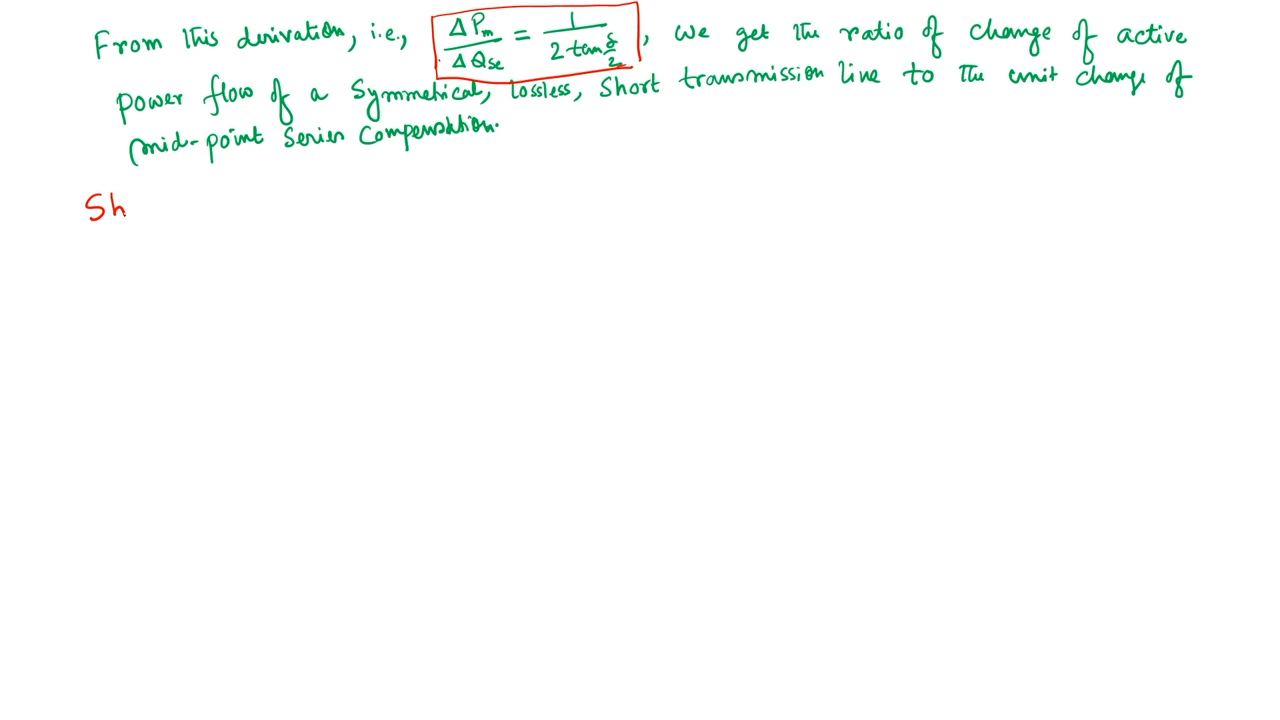 From this derivation, i.e., ΔPm/ΔQse = 1/(2 tan δ/2), we get the ratio of change of active
power flow of a symmetrical, lossless, short transmission line to the unit change of
mid-point series compensation.
Sh